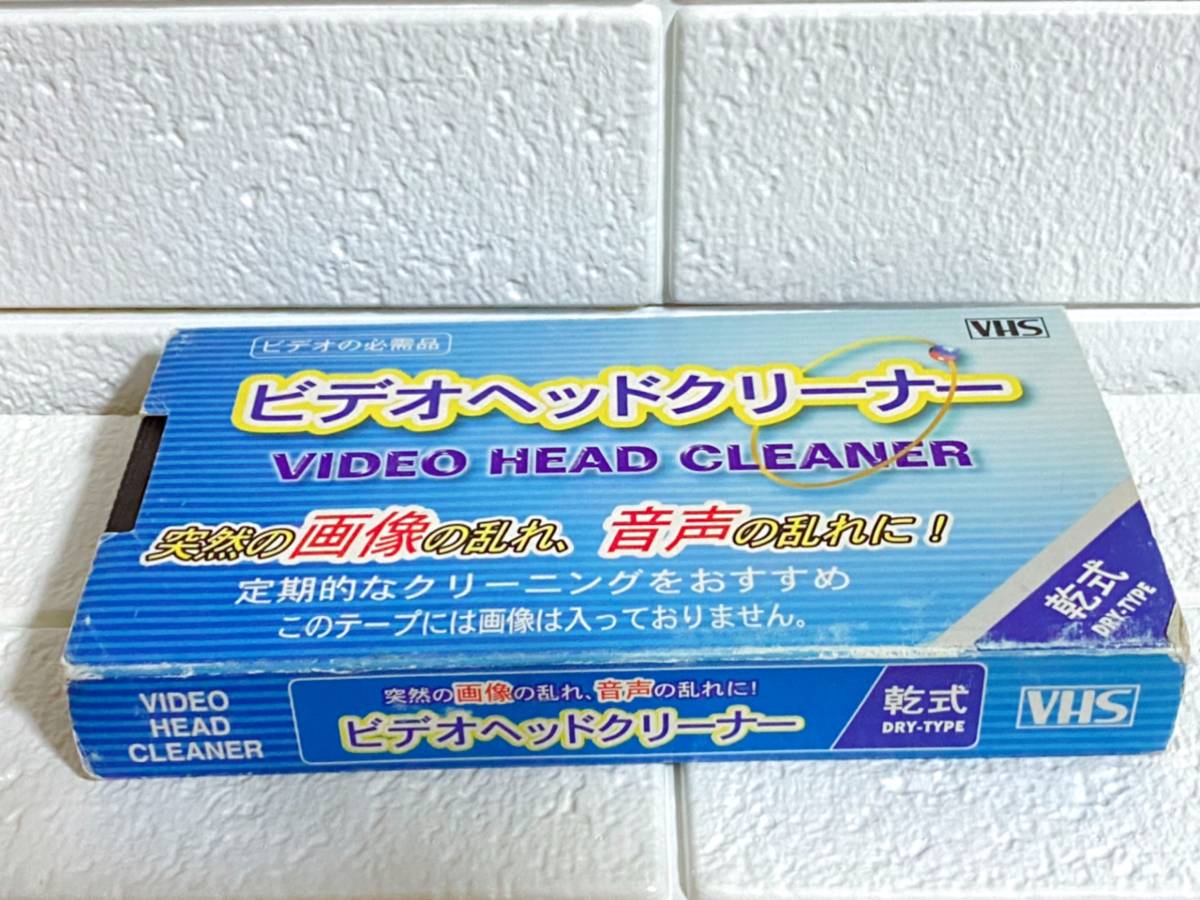 ビデオの必需品
VHS
ビデオヘッドクリーナー
VIDEO HEAD CLEANER
突然の画像の乱れ、音声の乱れに!
定期的なクリーニングをおすすめ
このテープには画像は入っておりません。
乾式
DRY-TYPE
VIDEO
HEAD
CLEANER
突然の画像の乱れ、音声の乱れに!
ビデオヘッドクリーナー
乾式
DRY-TYPE
VHS